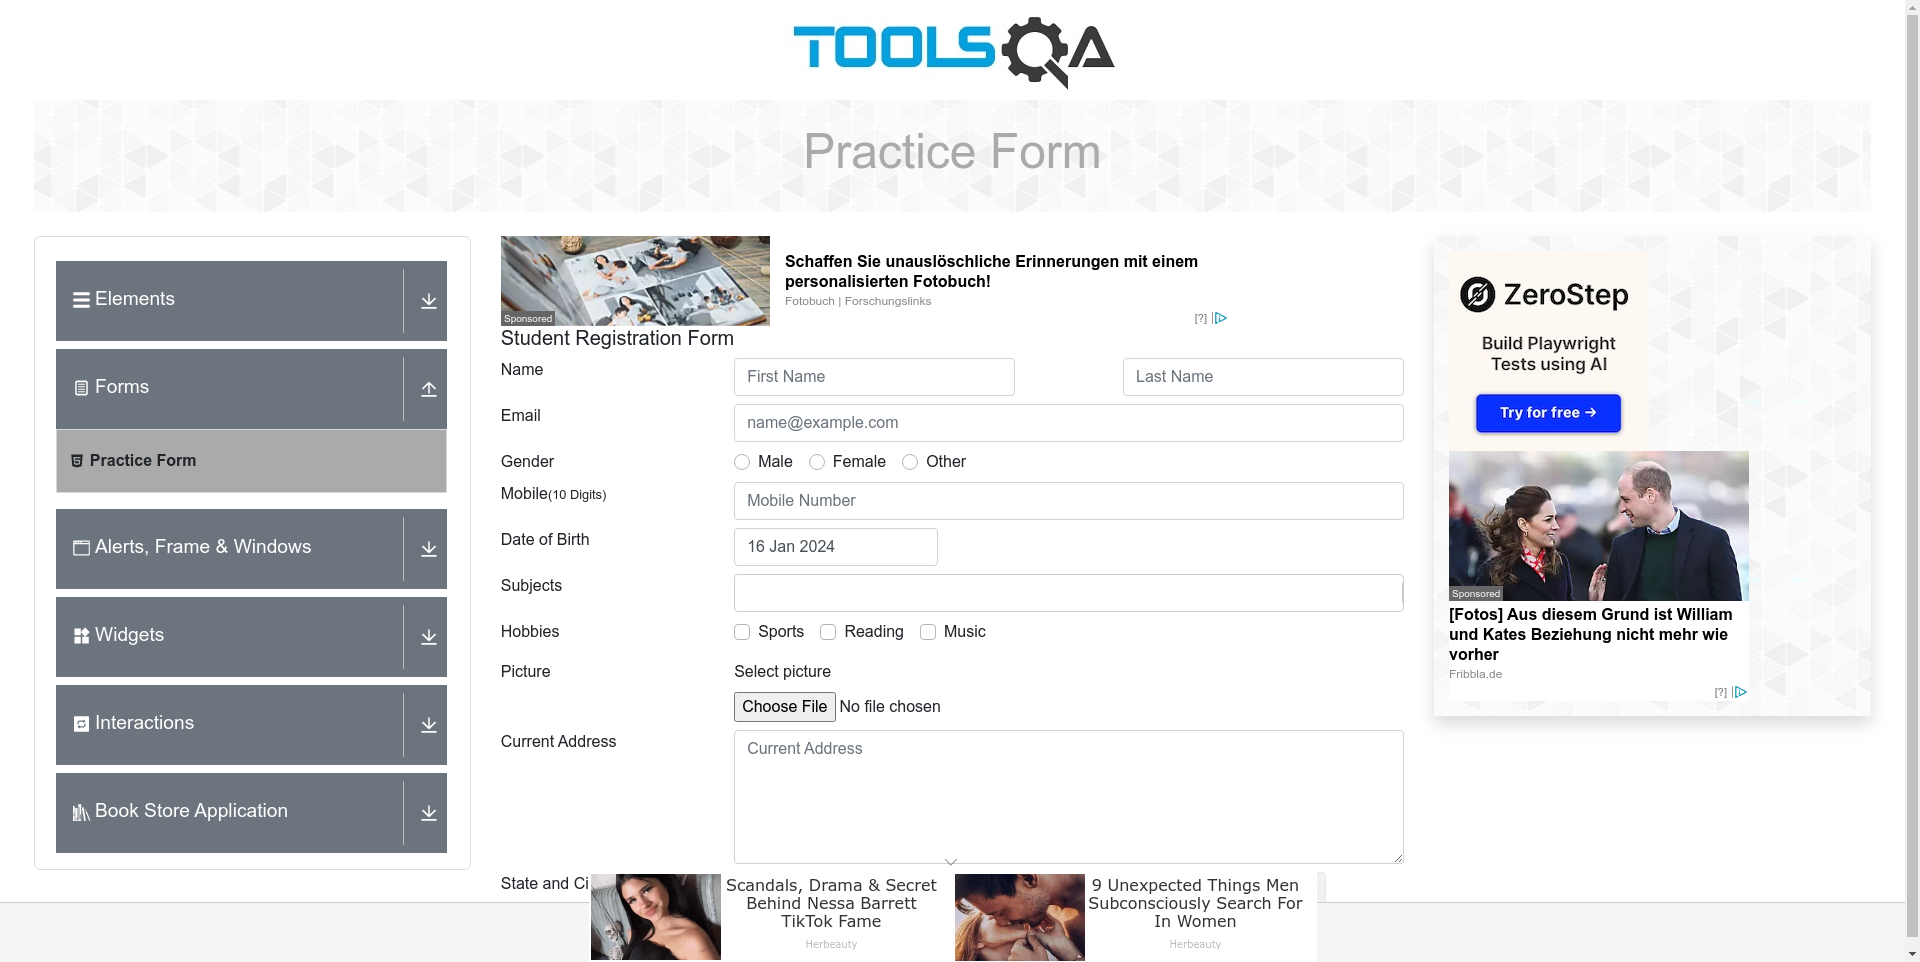 TOOLSQA
Practice Form
Elements
Forms
Practice Form
Alerts, Frame & Windows
Widgets
Interactions
Book Store Application
Sponsored
Schaffen Sie unauslöschliche Erinnerungen mit einem
personalisierten Fotobuch!
Fotobuch | Forschungslinks
[?]
Student Registration Form
Name
First Name
Last Name
Email
name@example.com
Gender
Male
Female
Other
Mobile(10 Digits)
Mobile Number
Date of Birth
16 Jan 2024
Subjects
Hobbies
Sports
Reading
Music
Picture
Select picture
Choose File No file chosen
Current Address
Current Address
State and Ci
ZeroStep
Build Playwright
Tests using AI
Try for free →
Sponsored
[Fotos] Aus diesem Grund ist William
und Kates Beziehung nicht mehr wie
vorher
Fribbla.de
[?]
Scandals, Drama & Secret
Behind Nessa Barrett
TikTok Fame
Herbeauty
9 Unexpected Things Men
Subconsciously Search For
In Women
Herbeauty